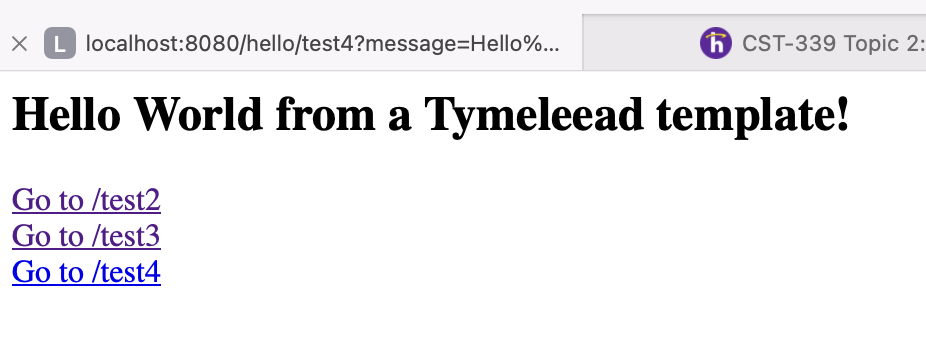 L localhost:8080/hello/test4?message=Hello%... h CST-339 Topic 2:
Hello World from a Tymeleead template!
Go to /test2
Go to /test3
Go to /test4